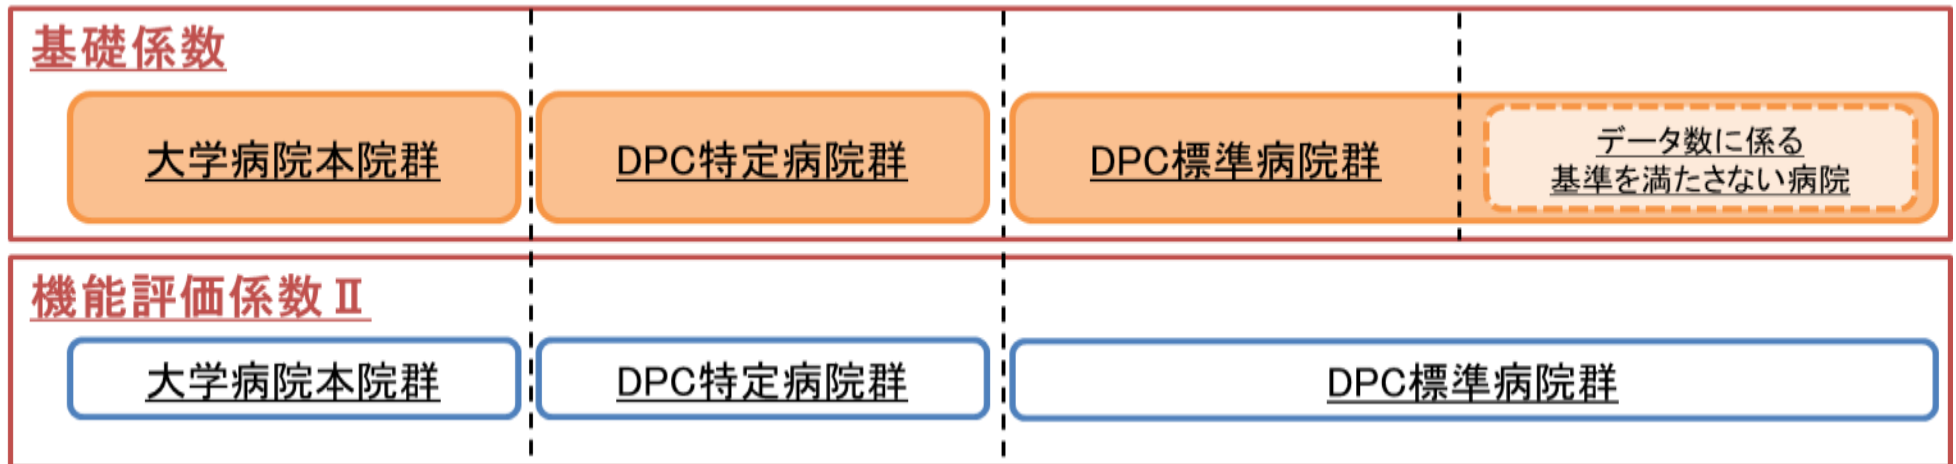 基礎係数
大学病院本院群
DPC特定病院群
DPC標準病院群
データ数に係る
基準を満たさない病院
機能評価係数Ⅱ
大学病院本院群
DPC特定病院群
DPC標準病院群